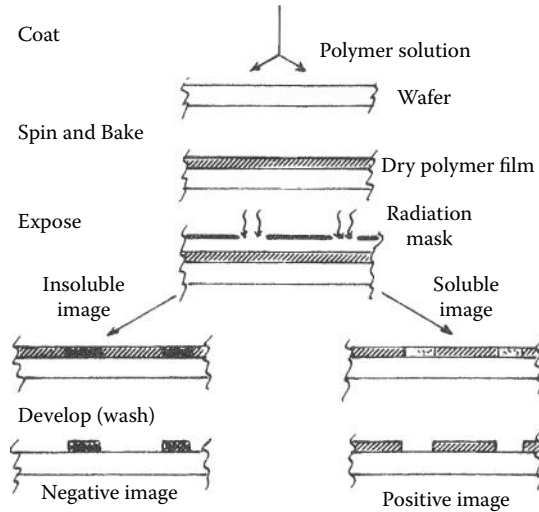 Coat
Polymer solution
Wafer
Spin and Bake
Dry polymer film
Expose
Radiation
mask
Insoluble
image
Soluble
image
Develop (wash)
Negative image
Positive image